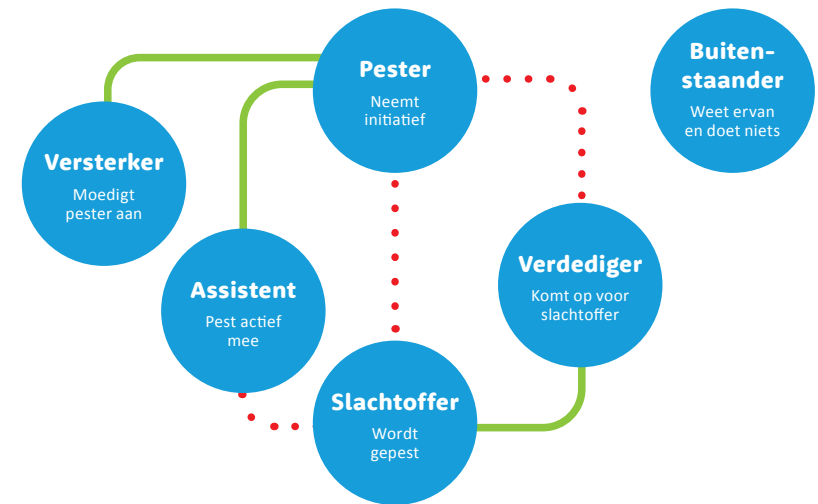 Pester
Neemt
initiatief
Buiten-
staander
Weet ervan
en doet niets
Versterker
Moedigt
pester aan
Assistent
Pest actief
mee
Verdediger
Komt op voor
slachtoffer
Slachtoffer
Wordt
gepest